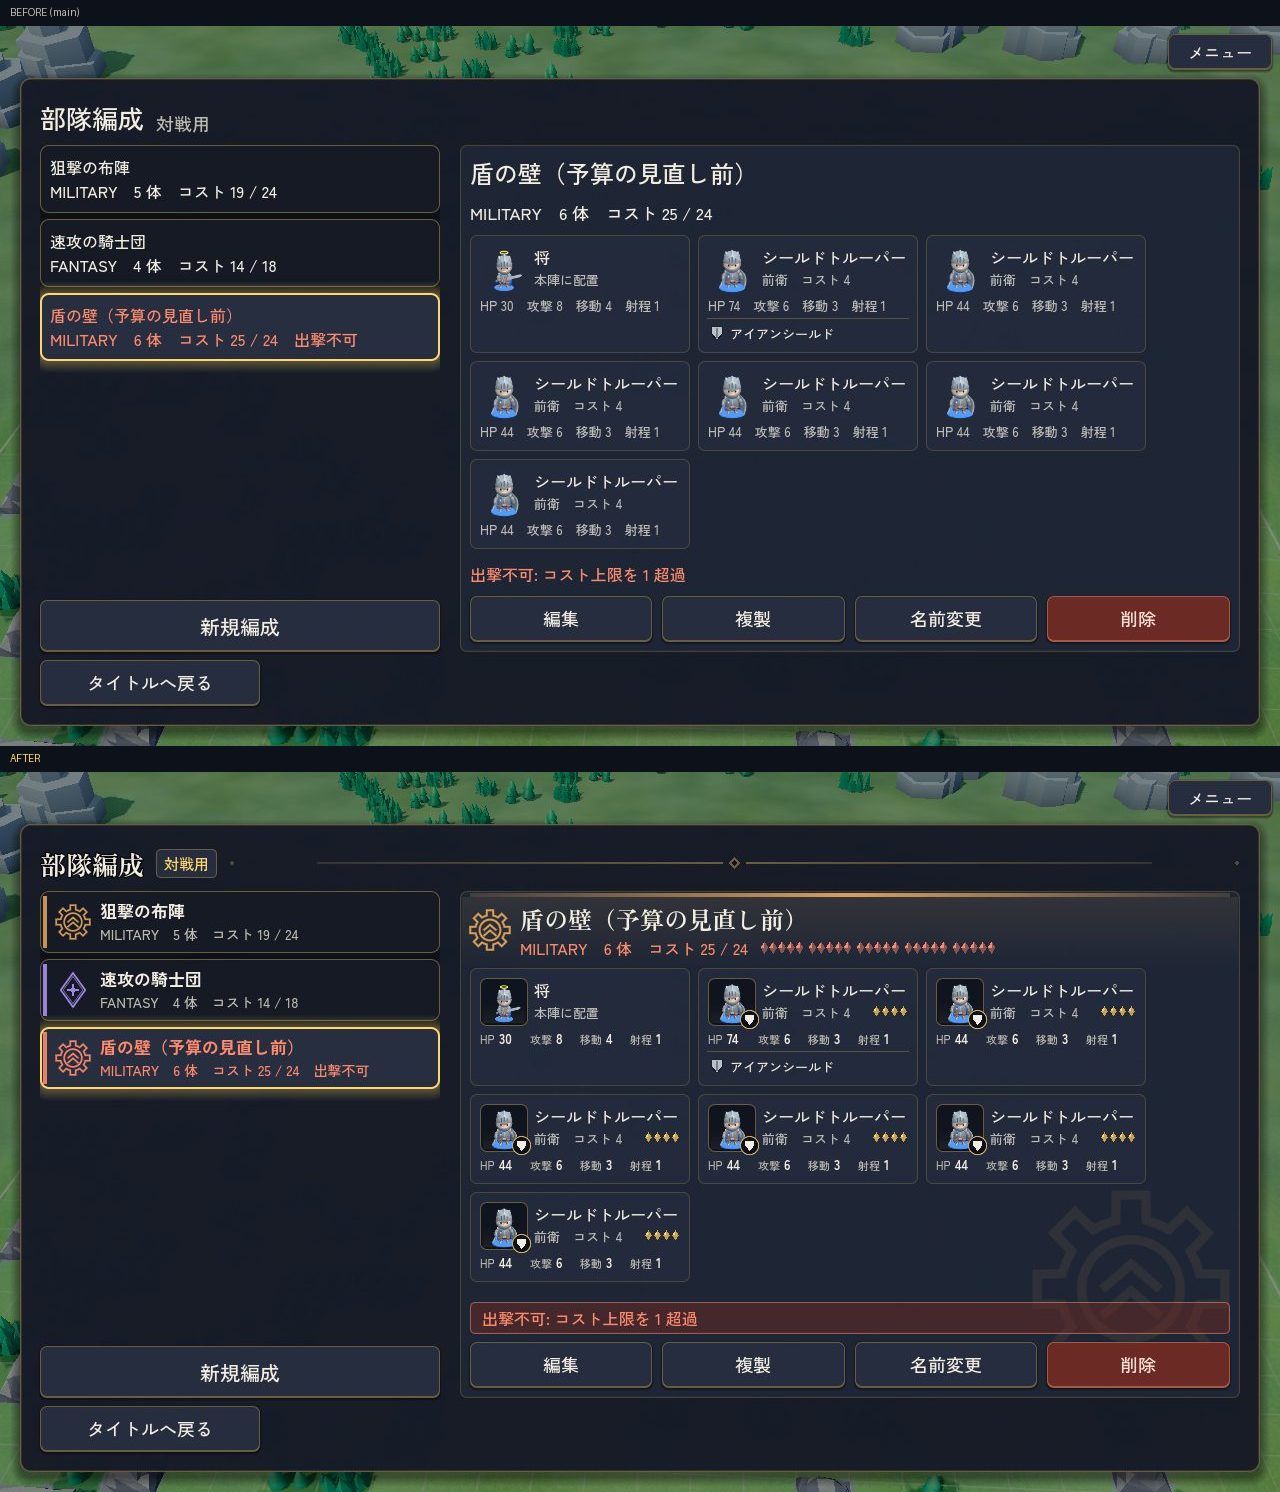 BEFORE (main)
メニュー
部隊編成 対戦用
狙撃の布陣
MILITARY 5 体 コスト 19 / 24
速攻の騎士団
FANTASY 4 体 コスト 14 / 18
盾の壁（予算の見直し前）
MILITARY 6 体 コスト 25 / 24 出撃不可
新規編成
タイトルへ戻る
盾の壁（予算の見直し前）
MILITARY 6 体 コスト 25 / 24
将
本陣に配置
HP 30 攻撃 8 移動 4 射程 1
シールドトルーパー
前衛 コスト 4
HP 74 攻撃 6 移動 3 射程 1
アイアンシールド
シールドトルーパー
前衛 コスト 4
HP 44 攻撃 6 移動 3 射程 1
シールドトルーパー
前衛 コスト 4
HP 44 攻撃 6 移動 3 射程 1
シールドトルーパー
前衛 コスト 4
HP 44 攻撃 6 移動 3 射程 1
シールドトルーパー
前衛 コスト 4
HP 44 攻撃 6 移動 3 射程 1
シールドトルーパー
前衛 コスト 4
HP 44 攻撃 6 移動 3 射程 1
出撃不可: コスト上限を 1 超過
編集
複製
名前変更
削除
AFTER
メニュー
部隊編成 対戦用
狙撃の布陣
MILITARY 5 体 コスト 19 / 24
速攻の騎士団
FANTASY 4 体 コスト 14 / 18
盾の壁（予算の見直し前）
MILITARY 6 体 コスト 25 / 24 出撃不可
新規編成
タイトルへ戻る
盾の壁（予算の見直し前）
MILITARY 6 体 コスト 25 / 24
将
本陣に配置
HP 30 攻撃 8 移動 4 射程 1
シールドトルーパー
前衛 コスト 4
HP 74 攻撃 6 移動 3 射程 1
アイアンシールド
シールドトルーパー
前衛 コスト 4
HP 44 攻撃 6 移動 3 射程 1
シールドトルーパー
前衛 コスト 4
HP 44 攻撃 6 移動 3 射程 1
シールドトルーパー
前衛 コスト 4
HP 44 攻撃 6 移動 3 射程 1
シールドトルーパー
前衛 コスト 4
HP 44 攻撃 6 移動 3 射程 1
シールドトルーパー
前衛 コスト 4
HP 44 攻撃 6 移動 3 射程 1
出撃不可: コスト上限を 1 超過
編集
複製
名前変更
削除